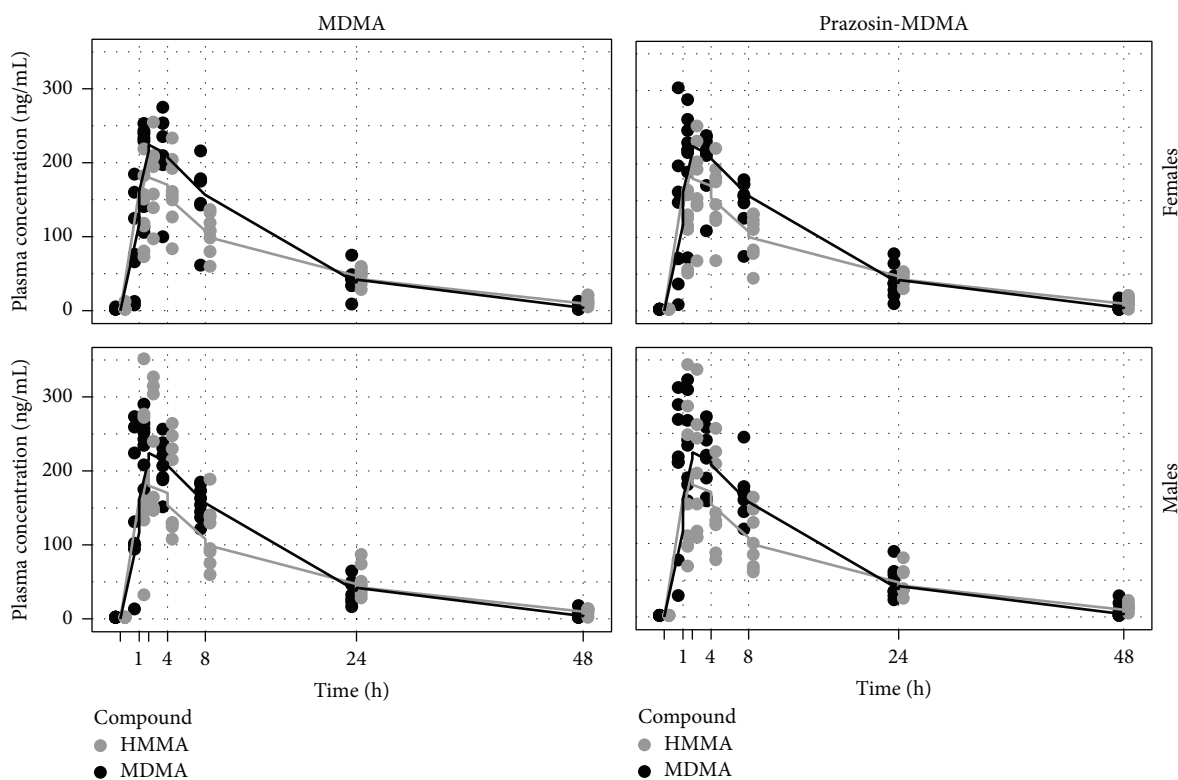 MDMA
Prazosin-MDMA
Plasma concentration (ng/mL)
300
200
100
0
Females
Plasma concentration (ng/mL)
300
200
100
0
Males
1 4 8 24 48
1 4 8 24 48
Time (h)
Time (h)
Compound
HMMA
MDMA
Compound
HMMA
MDMA